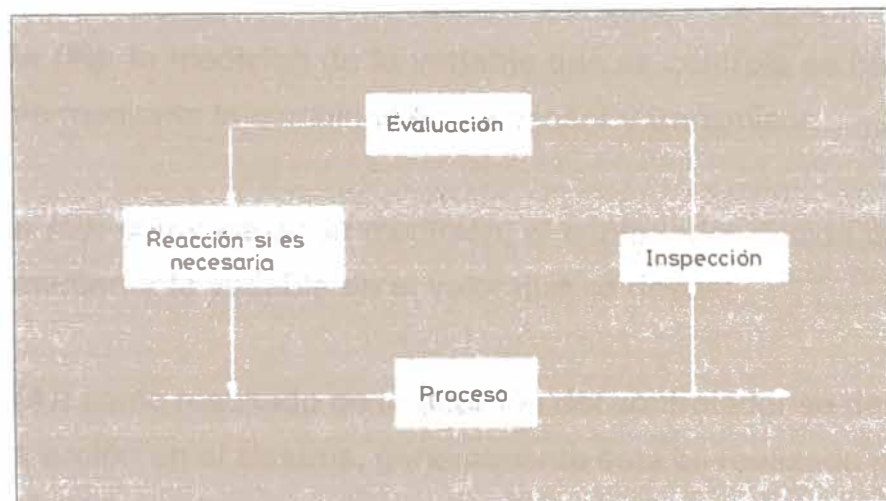 Evaluación
Reacción si es
necesaria
Inspección
Proceso